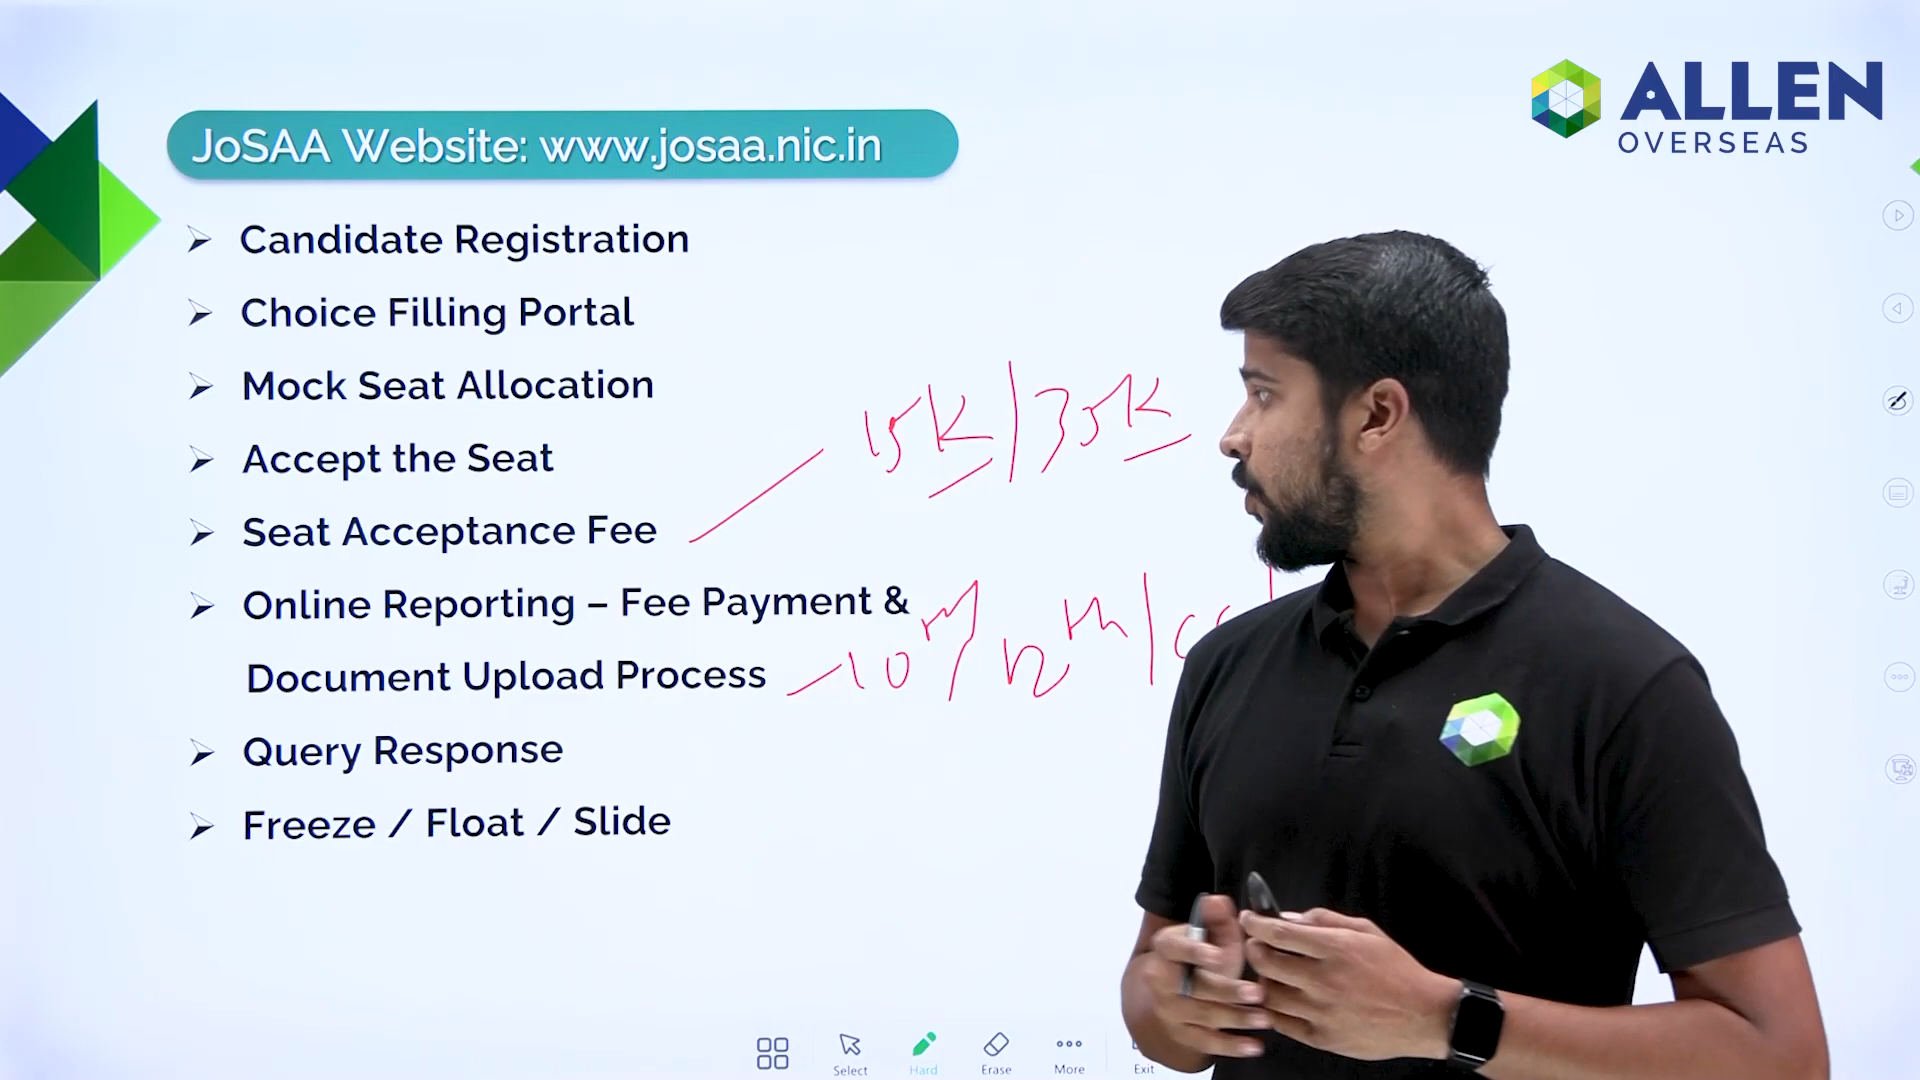 ALLEN
OVERSEAS
JoSAA Website: www.josaa.nic.in
➢ Candidate Registration
➢ Choice Filling Portal
➢ Mock Seat Allocation
➢ Accept the Seat
15K/35K
➢ Seat Acceptance Fee
➢ Online Reporting – Fee Payment &
Document Upload Process
10th/12th/
➢ Query Response
➢ Freeze / Float / Slide
Select
Hard
Erase
More
Exit